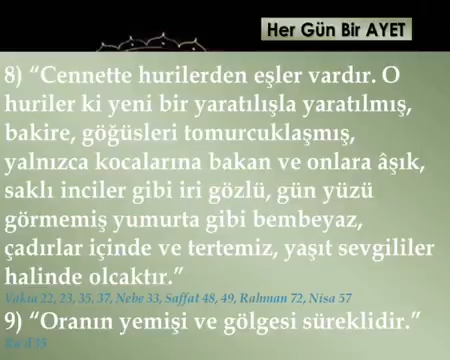 Her Gün Bir AYET
8) “Cennette hurilerden eşler vardır. O
huriler ki yeni bir yaratılışla yaratılmış,
bakire, göğüsleri tomurcuklaşmış,
yalnızca kocalarına bakan ve onlara âşık,
saklı inciler gibi iri gözlü, gün yüzü
görmemiş yumurta gibi bembeyaz,
çadırlar içinde ve tertemiz, yaşıt sevgililer
halinde olcaktır.”
Vakıa 22, 23, 35, 37, Nebe 33, Saffat 48, 49, Rahman 72, Nisa 57
9) “Oranın yemişi ve gölgesi süreklidir.”